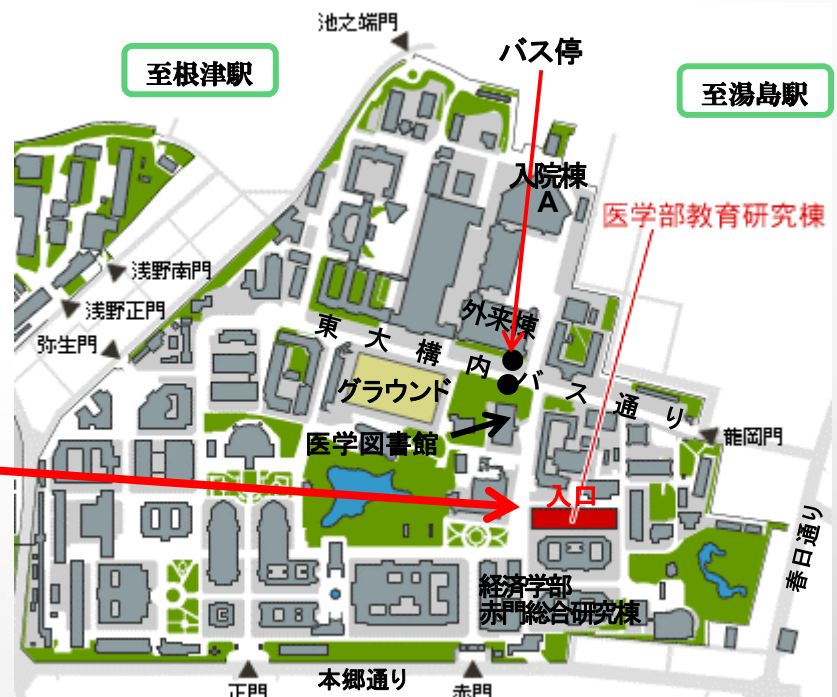 池之端門
バス停
至根津駅
至湯島駅
入院棟
A
医学部教育研究棟
浅野南門
浅野正門
弥生門
外来棟
東大構内バス通り
グラウンド
医学図書館
龍岡門
入口
春日通り
経済学部
赤門総合研究棟
本郷通り
正門
赤門